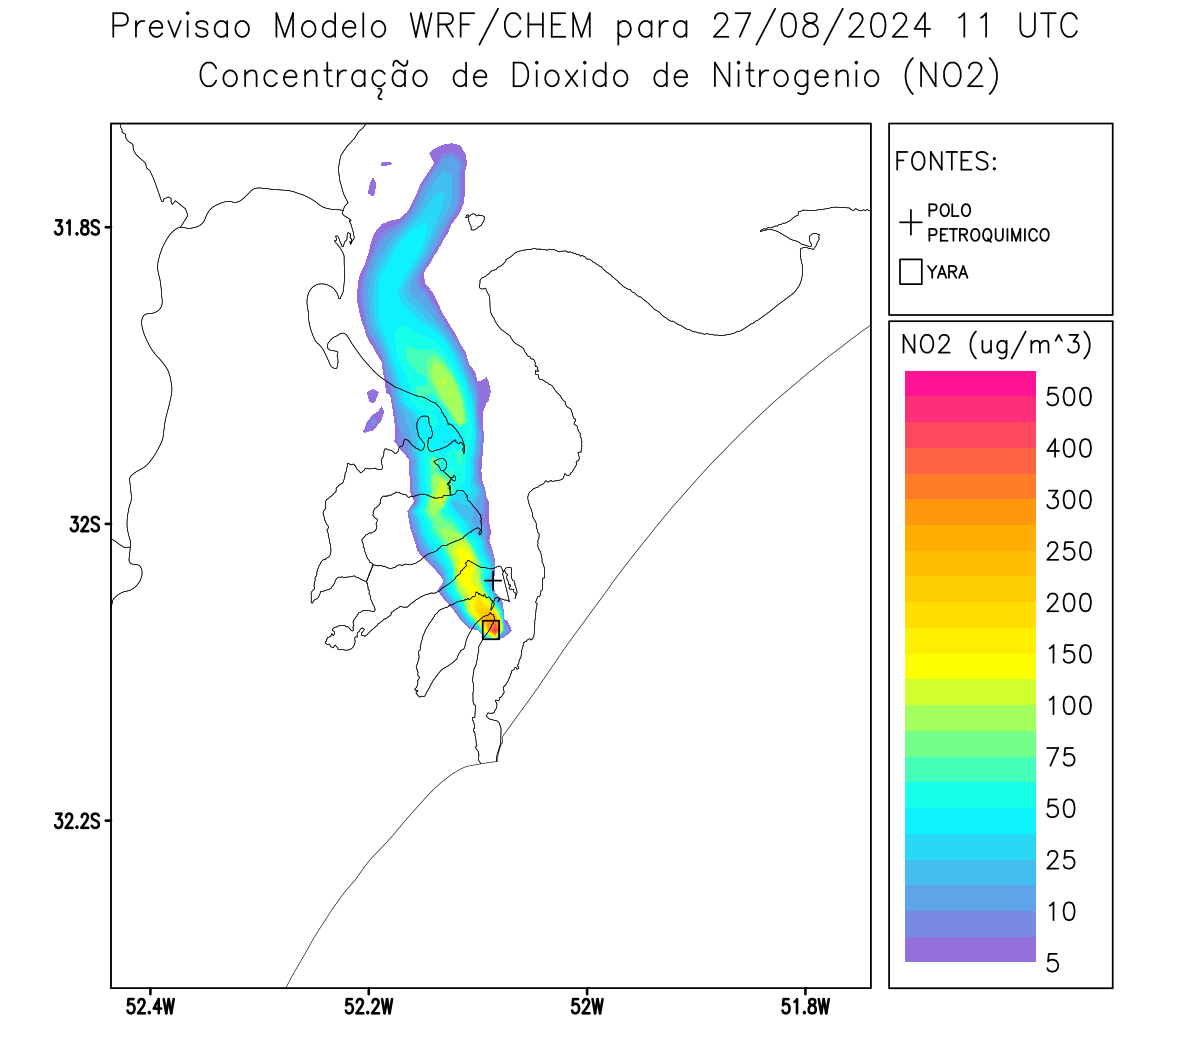 Previsao Modelo WRF/CHEM para 27/08/2024 11 UTC
Concentração de Dioxido de Nitrogenio (NO2)
FONTES:
POLO
PETROQUIMICO
YARA
NO2 (ug/m^3)
500
400
300
250
200
150
100
75
50
25
10
5
31.8S
32S
32.2S
52.4W
52.2W
52W
51.8W